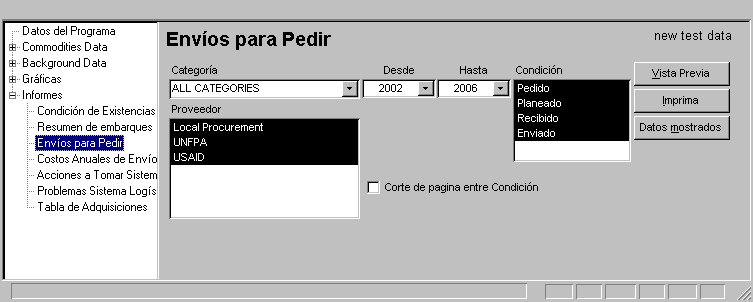 Datos del Programa
Commodities Data
Background Data
Gráficas
Informes
Condición de Existencias
Resumen de embarques
Envíos para Pedir
Costos Anuales de Envío
Acciones a Tomar Sistem
Problemas Sistema Logís
Tabla de Adquisiciones
Envíos para Pedir
new test data
Categoría
ALL CATEGORIES
Desde
2002
Hasta
2006
Condición
Pedido
Planeado
Recibido
Enviado
Vista Previa
Imprima
Datos mostrados
Proveedor
Local Procurement
UNFPA
USAID
Corte de pagina entre Condición